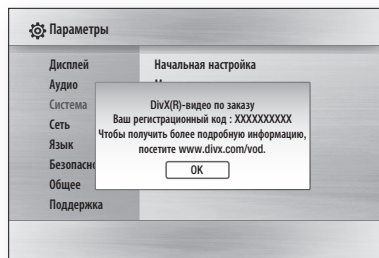 Параметры
Дисплей
Начальная настройка
Аудио
Система
Сеть
Язык
Общее
Поддержка
DivX(R)-видео по заказу
Ваш регистрационный код : XXXXXXXXXX
Чтобы получить более подробную информацию,
посетите www.divx.com/vod.
OK